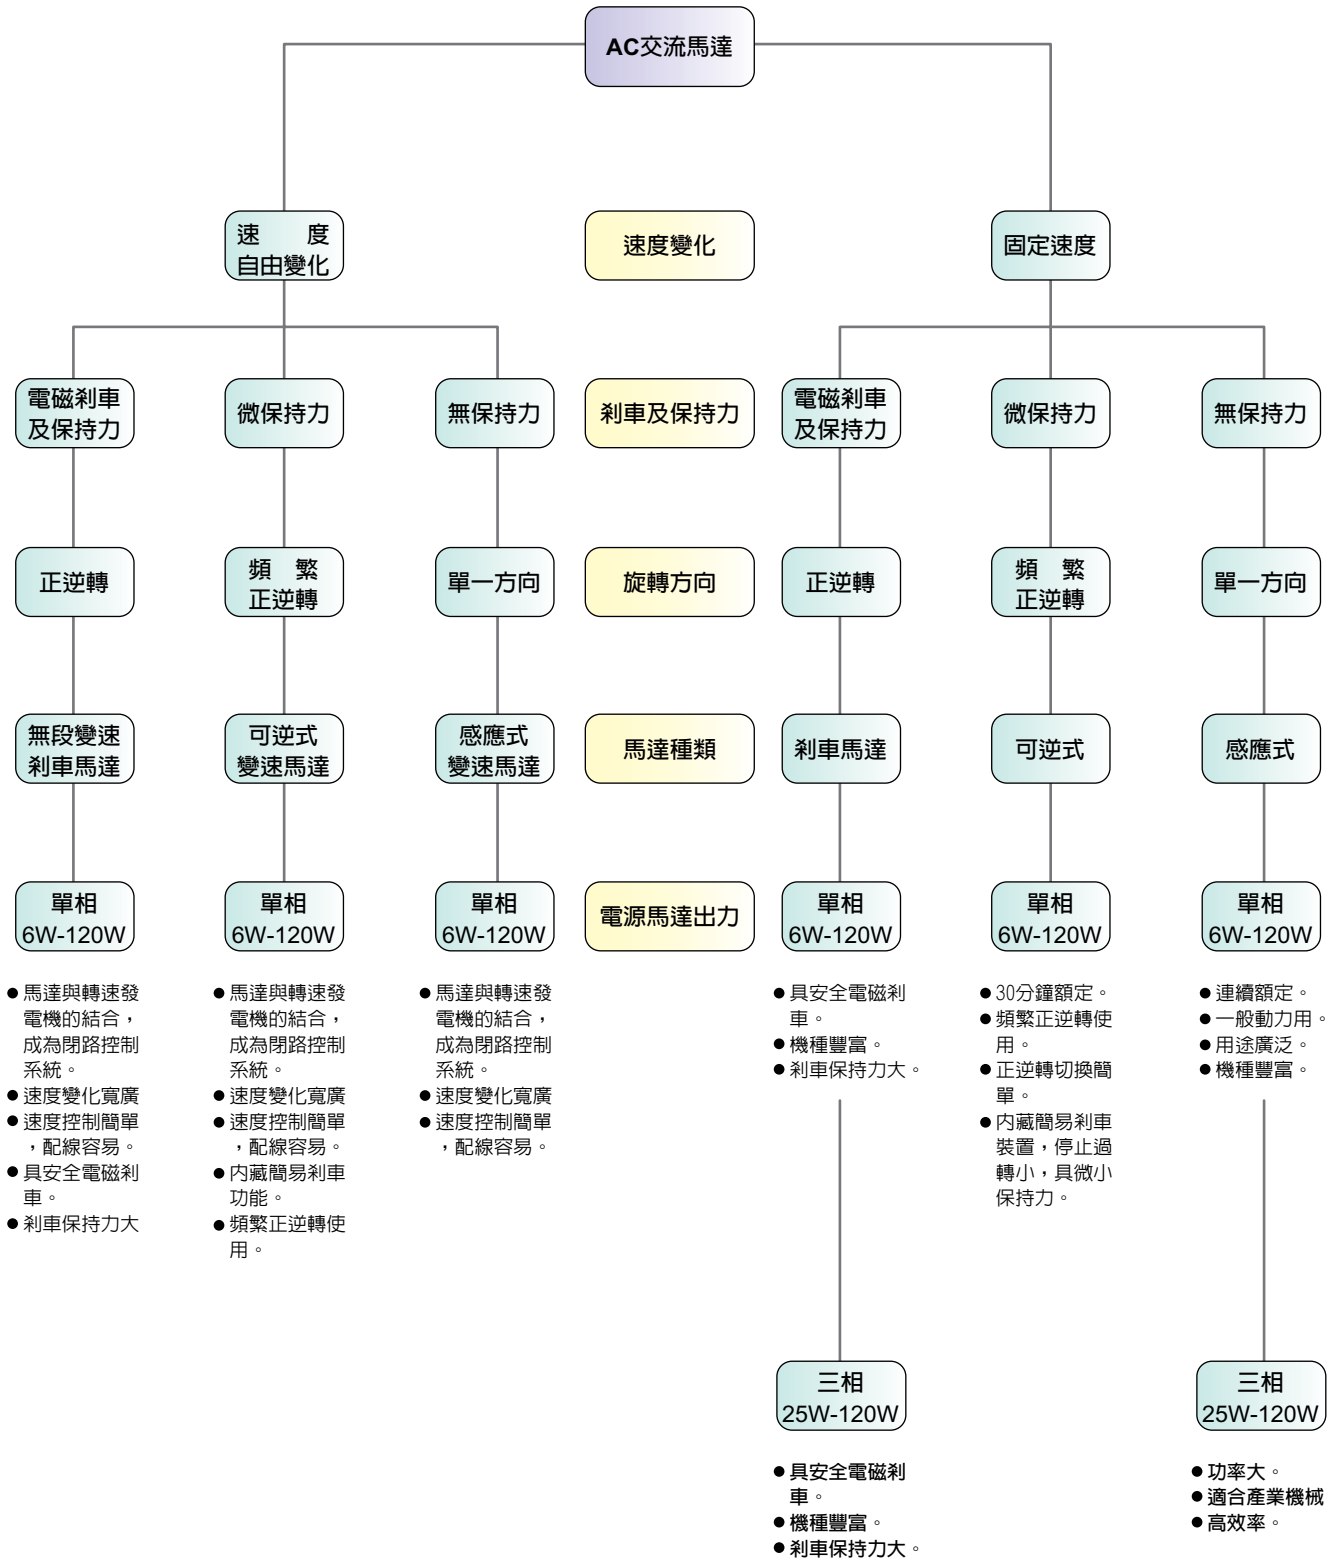 AC交流馬達
速　　度
自由變化
速度變化
固定速度
電磁剎車
及保持力
微保持力
無保持力
剎車及保持力
電磁剎車
及保持力
微保持力
無保持力
正逆轉
頻　繁
正逆轉
單一方向
旋轉方向
正逆轉
頻　繁
正逆轉
單一方向
無段變速
剎車馬達
可逆式
變速馬達
感應式
變速馬達
馬達種類
剎車馬達
可逆式
感應式
單相
6W-120W
單相
6W-120W
單相
6W-120W
電源馬達出力
單相
6W-120W
單相
6W-120W
單相
6W-120W
●馬達與轉速發
電機的結合，
成為閉路控制
系統。
●速度變化寬廣
●速度控制簡單
，配線容易。
●具安全電磁剎
車。
●剎車保持力大
●馬達與轉速發
電機的結合，
成為閉路控制
系統。
●速度變化寬廣
●速度控制簡單
，配線容易。
●內藏簡易剎車
功能。
●頻繁正逆轉使
用。
●馬達與轉速發
電機的結合，
成為閉路控制
系統。
●速度變化寬廣
●速度控制簡單
，配線容易。
●具安全電磁剎
車。
●機種豐富。
●剎車保持力大。
●30分鐘額定。
●頻繁正逆轉使
用。
●正逆轉切換簡
單。
●內藏簡易剎車
裝置，停止過
轉小，具微小
保持力。
●連續額定。
●一般動力用。
●用途廣泛。
●機種豐富。
三相
25W-120W
三相
25W-120W
●具安全電磁剎
車。
●機種豐富。
●剎車保持力大。
●功率大。
●適合產業機械
●高效率。